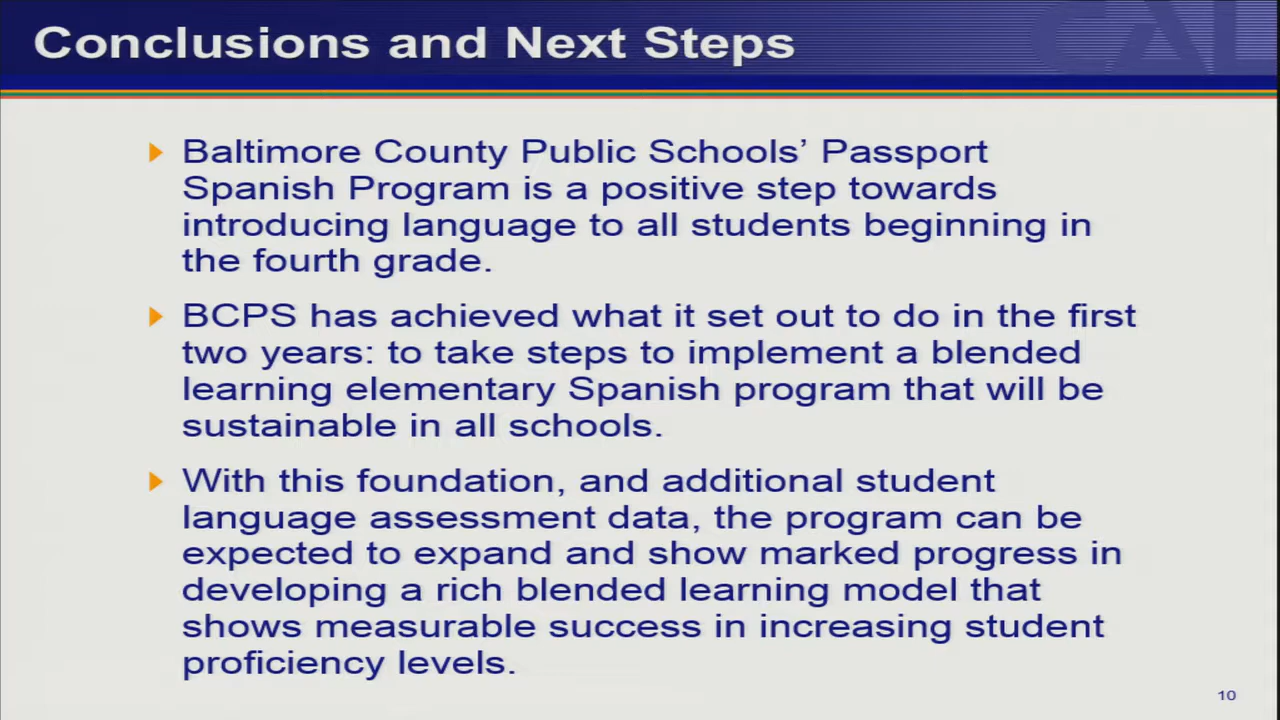 Conclusions and Next Steps
CAL
Baltimore County Public Schools’ Passport
Spanish Program is a positive step towards
introducing language to all students beginning in
the fourth grade.
BCPS has achieved what it set out to do in the first
two years: to take steps to implement a blended
learning elementary Spanish program that will be
sustainable in all schools.
With this foundation, and additional student
language assessment data, the program can be
expected to expand and show marked progress in
developing a rich blended learning model that
shows measurable success in increasing student
proficiency levels.
10